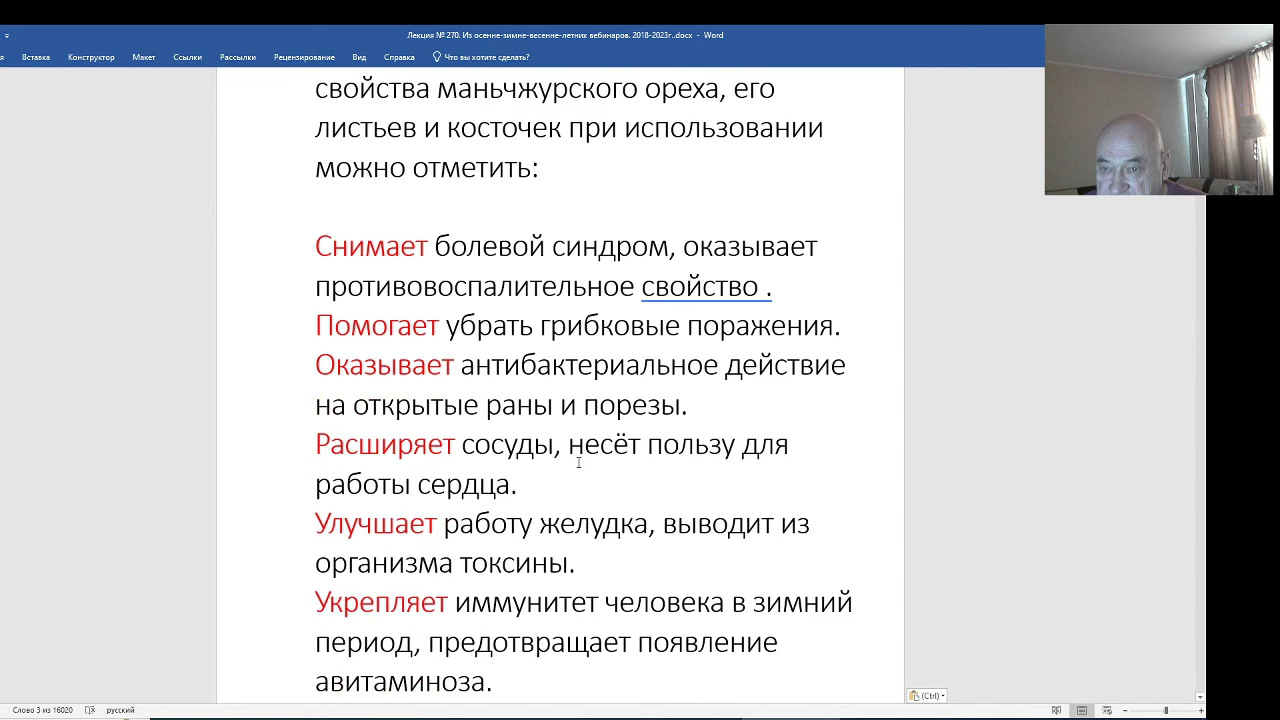 Лекция № 270. Из осенне-зимне-весенне-летних вебинаров. 2018-2023г..docx - Word
Вставка Конструктор Макет Ссылки Рассылки Рецензирование Вид Справка Что вы хотите сделать?
свойства маньчжурского ореха, его
листьев и косточек при использовании
можно отметить:
Снимает болевой синдром, оказывает
противовоспалительное свойство .
Помогает убрать грибковые поражения.
Оказывает антибактериальное действие
на открытые раны и порезы.
Расширяет сосуды, несёт пользу для
работы сердца.
Улучшает работу желудка, выводит из
организма токсины.
Укрепляет иммунитет человека в зимний
период, предотвращает появление
авитаминоза.
(Ctrl)
Слово 3 из 16020 русский